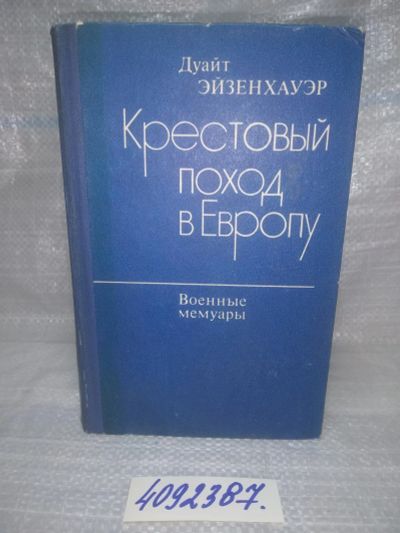 Дуайт
ЭЙЗЕНХАУЭР
Крестовый
поход
в Европу
Военные
мемуары
4092387.